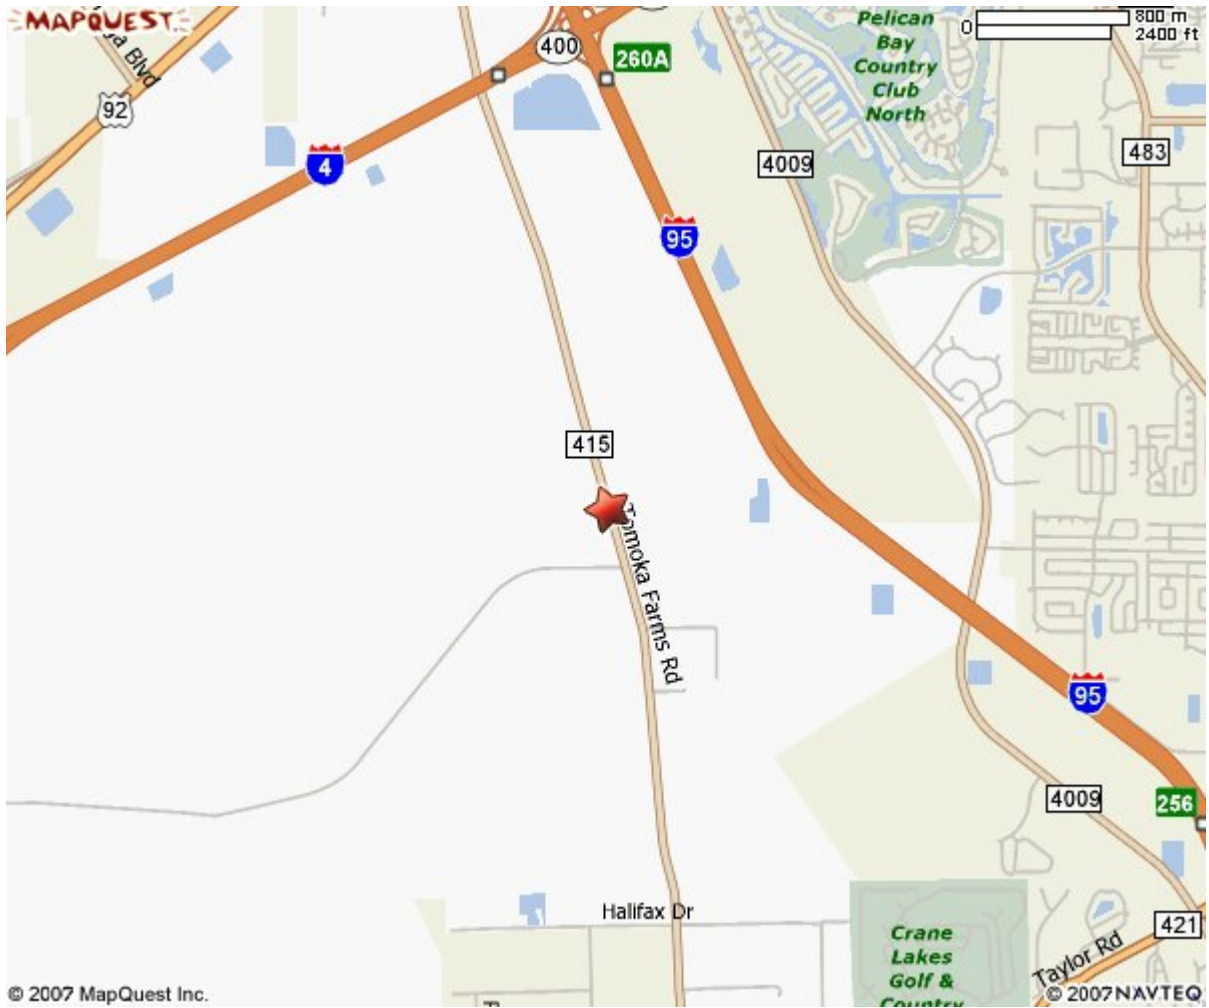 MAPQUEST
Blvd
92
4
400
260A
Pelican
Bay
Country
Club
North
0
800 m
2400 ft
4009
483
95
415
Tomoka Farms Rd
95
4009
256
Halifax Dr
421
Taylor Rd
Crane
Lakes
Golf &
Country
© 2007 MapQuest Inc.
© 2007 NAVTEQ